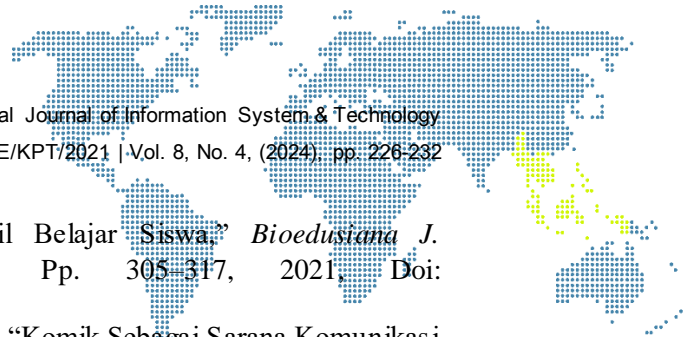 al Journal of Information System & Technology
E/KPT/2021 | Vol. 8, No. 4, (2024), pp. 226-232
il Belajar Siswa,” Bioedusiana J.
Pp. 305–317, 2021, Doi:
“Komik Sebagai Sarana Komunikasi